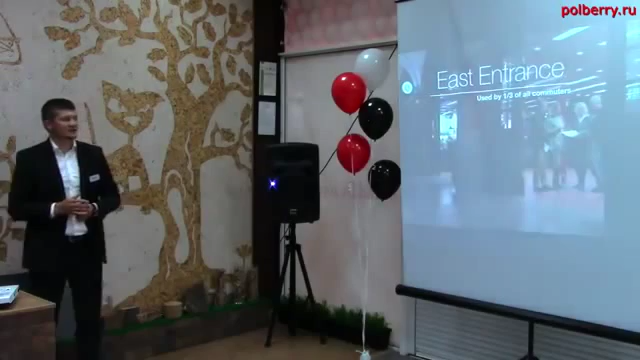 polberry.ru
East Entrance
Used by 1/3 of all commuters